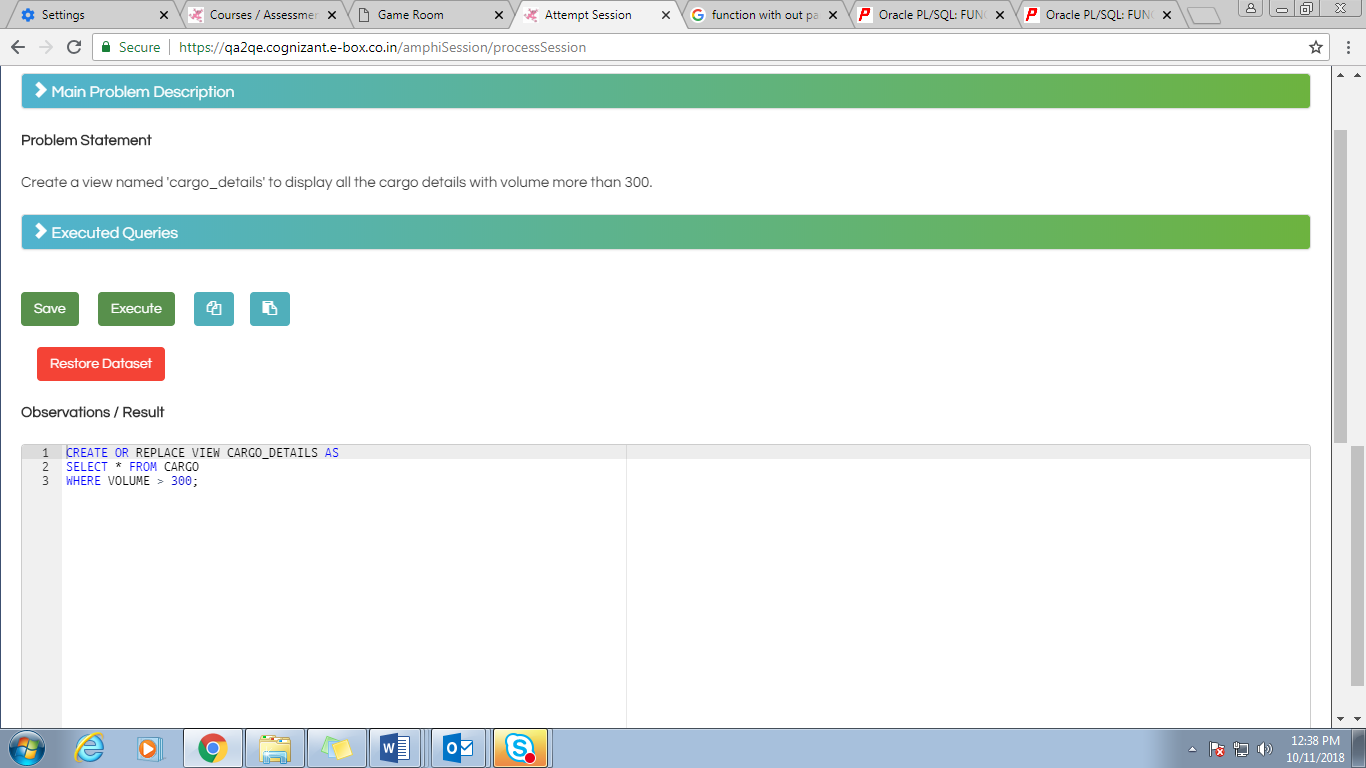 Settings
Courses / Assessmen
Game Room
Attempt Session
function with out pa
Oracle PL/SQL: FUNC
Oracle PL/SQL: FUNC
Secure
https://qa2qe.cognizant.e-box.co.in/amphiSession/processSession
Main Problem Description
Problem Statement
Create a view named 'cargo_details' to display all the cargo details with volume more than 300.
Executed Queries
Save
Execute
Restore Dataset
Observations / Result
1 CREATE OR REPLACE VIEW CARGO_DETAILS AS
2 SELECT * FROM CARGO
3 WHERE VOLUME > 300;
12:38 PM
10/11/2018